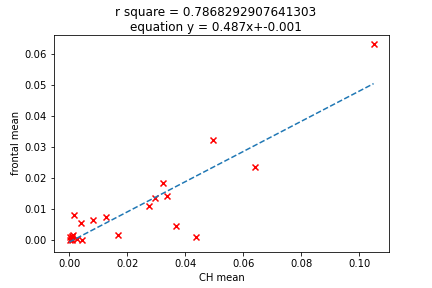 r square = 0.7868292907641303
equation y = 0.487x+-0.001
0.06
0.05
0.04
0.03
0.02
0.01
0.00
frontal mean
0.00 0.02 0.04 0.06 0.08 0.10
CH mean